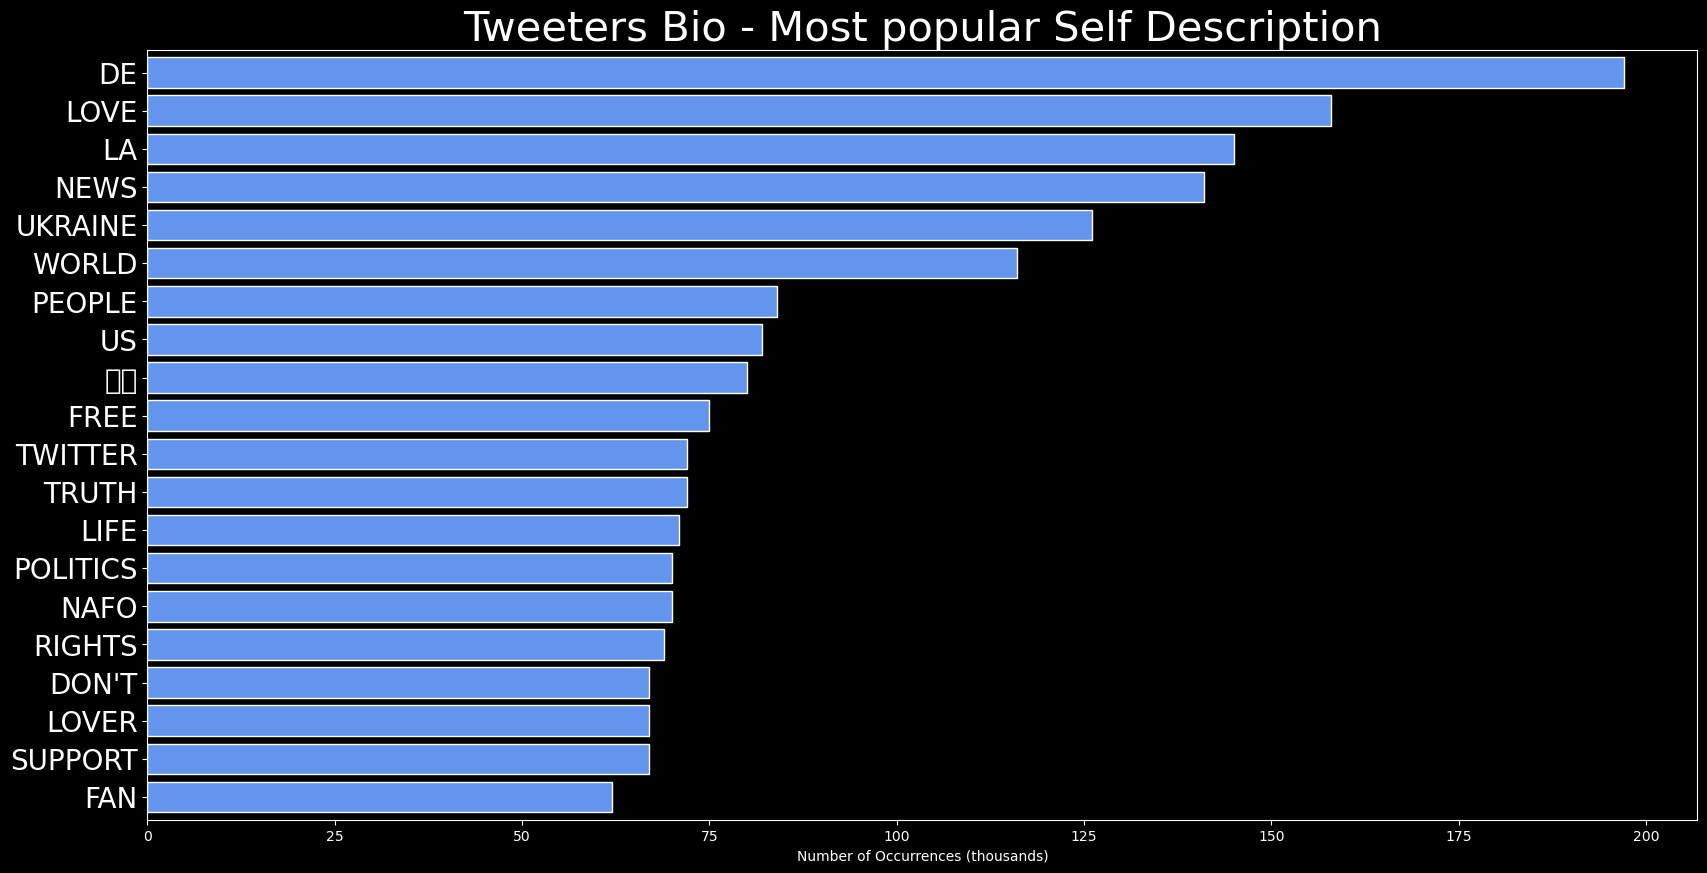 Tweeters Bio - Most popular Self Description
DE
LOVE
LA
NEWS
UKRAINE
WORLD
PEOPLE
US
FREE
TWITTER
TRUTH
LIFE
POLITICS
NAFO
RIGHTS
DON'T
LOVER
SUPPORT
FAN
0 25 50 75 100 125 150 175 200
Number of Occurrences (thousands)